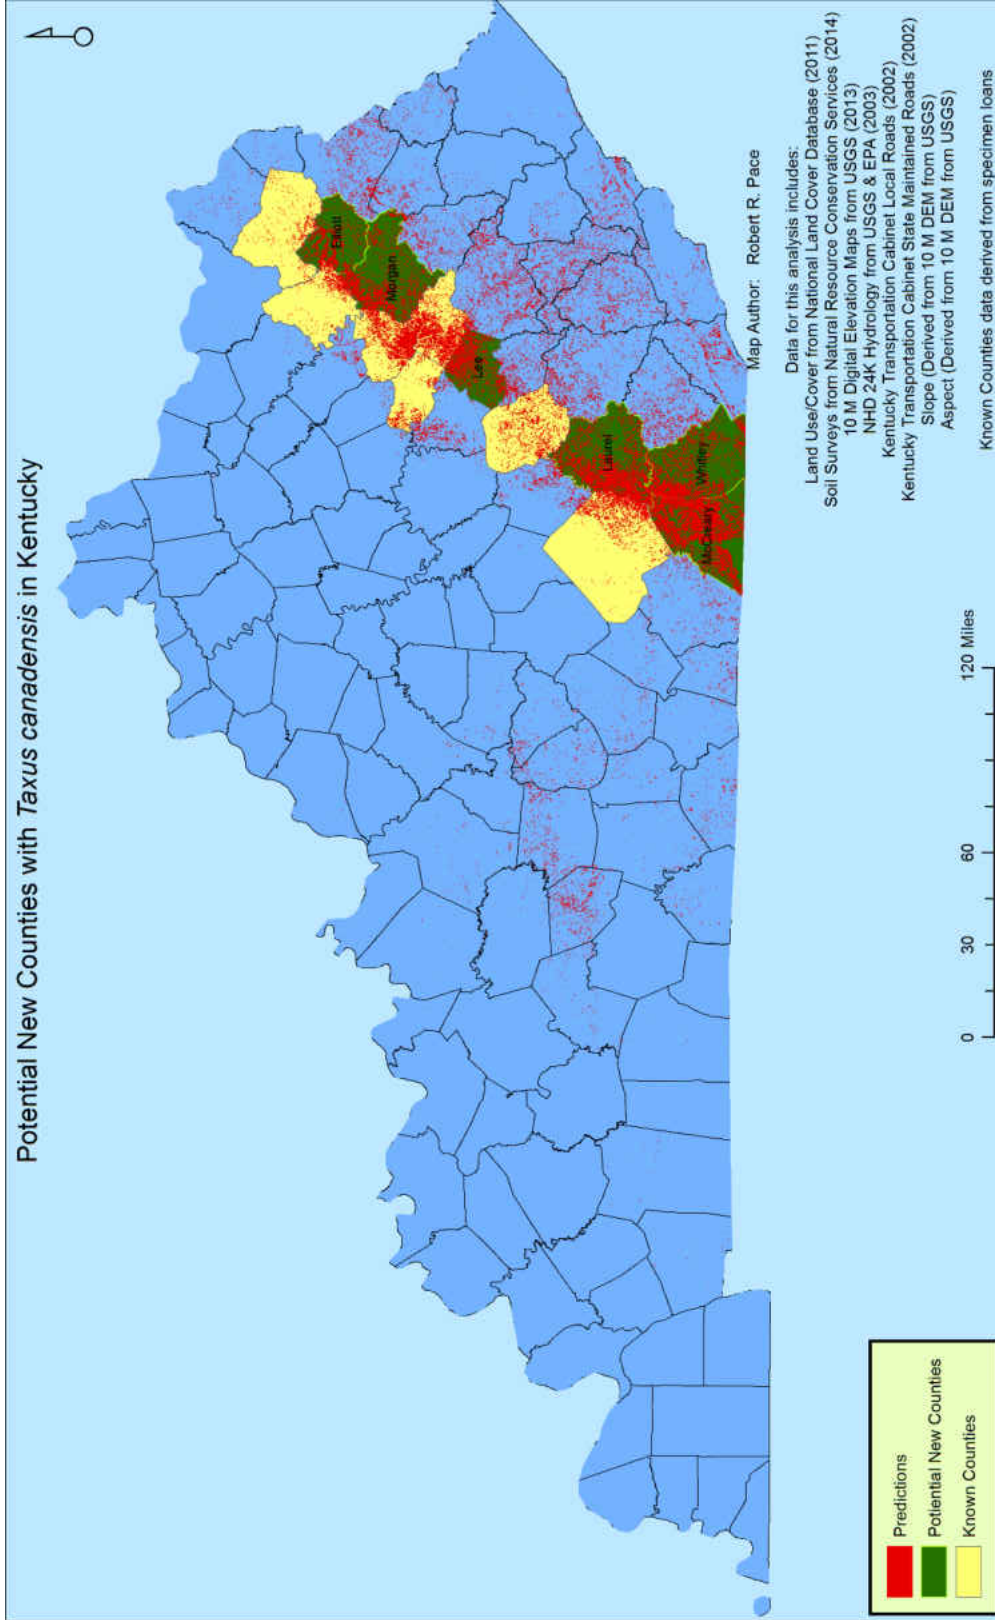 Potential New Counties with Taxus canadensis in Kentucky
Elliott
Morgan
Lee
Laurel
Whitley
McCreary
Map Author: Robert R. Pace
Data for this analysis includes:
Land Use/Cover from National Land Cover Database (2011)
Soil Surveys from Natural Resource Conservation Services (2014)
10 M Digital Elevation Maps from USGS (2013)
NHD 24K Hydrology from USGS & EPA (2003)
Kentucky Transportation Cabinet Local Roads (2002)
Kentucky Transportation Cabinet State Maintained Roads (2002)
Slope (Derived from 10 M DEM from USGS)
Aspect (Derived from 10 M DEM from USGS)
Known Counties data derived from specimen loans
0 30 60 120 Miles
Predictions
Potiential New Counties
Known Counties